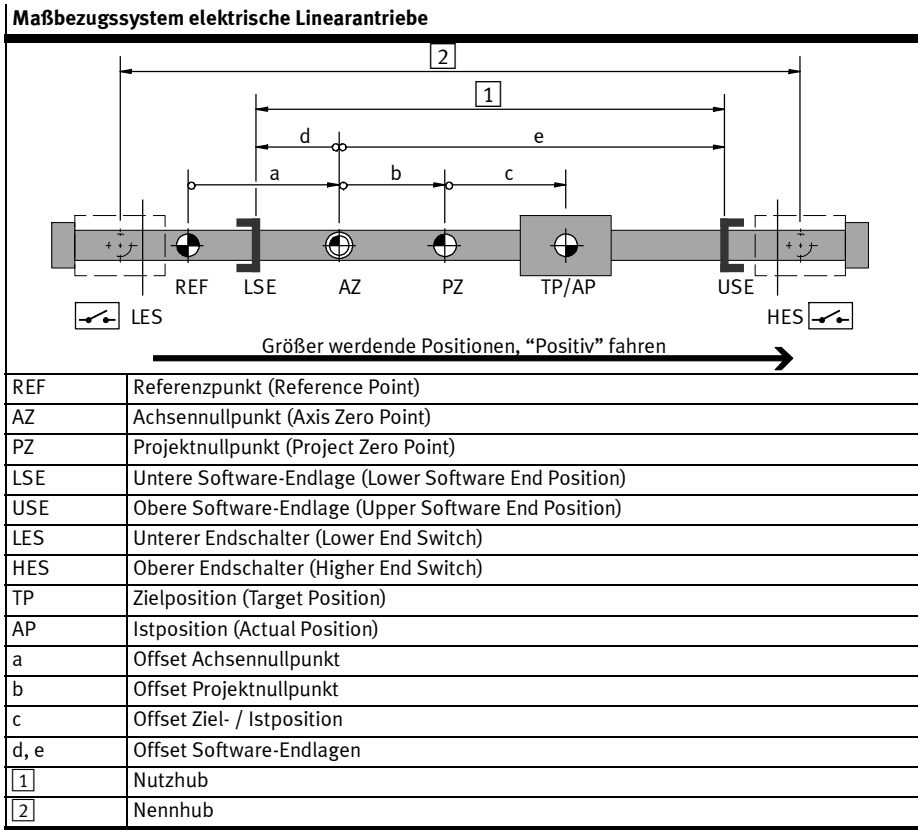 Maßbezugssystem elektrische Linearantriebe
2
1
d e
a b c
REF LSE AZ PZ TP/AP USE
LES HES
Größer werdende Positionen, “Positiv” fahren
REF Referenzpunkt (Reference Point)
AZ Achsennullpunkt (Axis Zero Point)
PZ Projektnullpunkt (Project Zero Point)
LSE Untere Software-Endlage (Lower Software End Position)
USE Obere Software-Endlage (Upper Software End Position)
LES Unterer Endschalter (Lower End Switch)
HES Oberer Endschalter (Higher End Switch)
TP Zielposition (Target Position)
AP Istposition (Actual Position)
a Offset Achsennullpunkt
b Offset Projektnullpunkt
c Offset Ziel- / Istposition
d, e Offset Software-Endlagen
1 Nutzhub
2 Nennhub